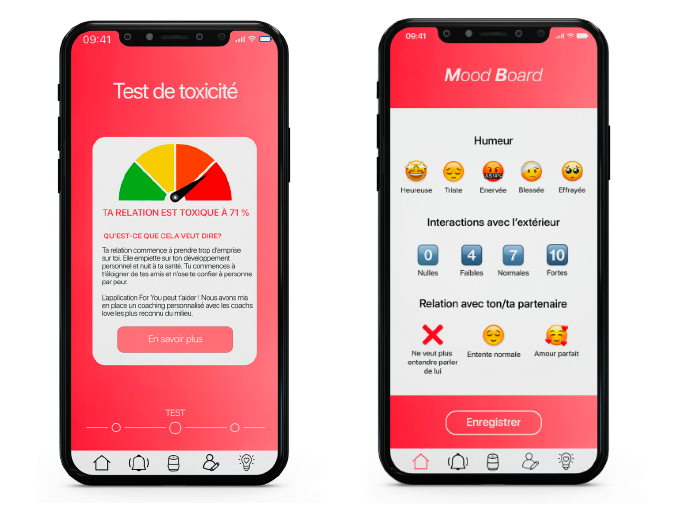 09:41
Test de toxicité
TA RELATION EST TOXIQUE À 71 %
QU'EST-CE QUE CELA VEUT DIRE?
Ta relation commence à prendre trop d'emprise
sur toi. Elle empiette sur ton développement
personnel et nuit à ta santé. Tu commences à
t'éloigner de tes amis et n'ose te confier à personne
par peur.
L'application For You peut t'aider ! Nous avons mis
en place un coaching personnalisé avec les coachs
love les plus reconnu du milieu.
En savoir plus
TEST
09:41
Mood Board
Humeur
Heureuse Triste Enervée Blessée Effrayée
Interactions avec l'extérieur
0 4 7 10
Nulles Faibles Normales Fortes
Relation avec ton/ta partenaire
Ne veut plus
entendre parler
de lui
Entente normale
Amour parfait
Enregistrer